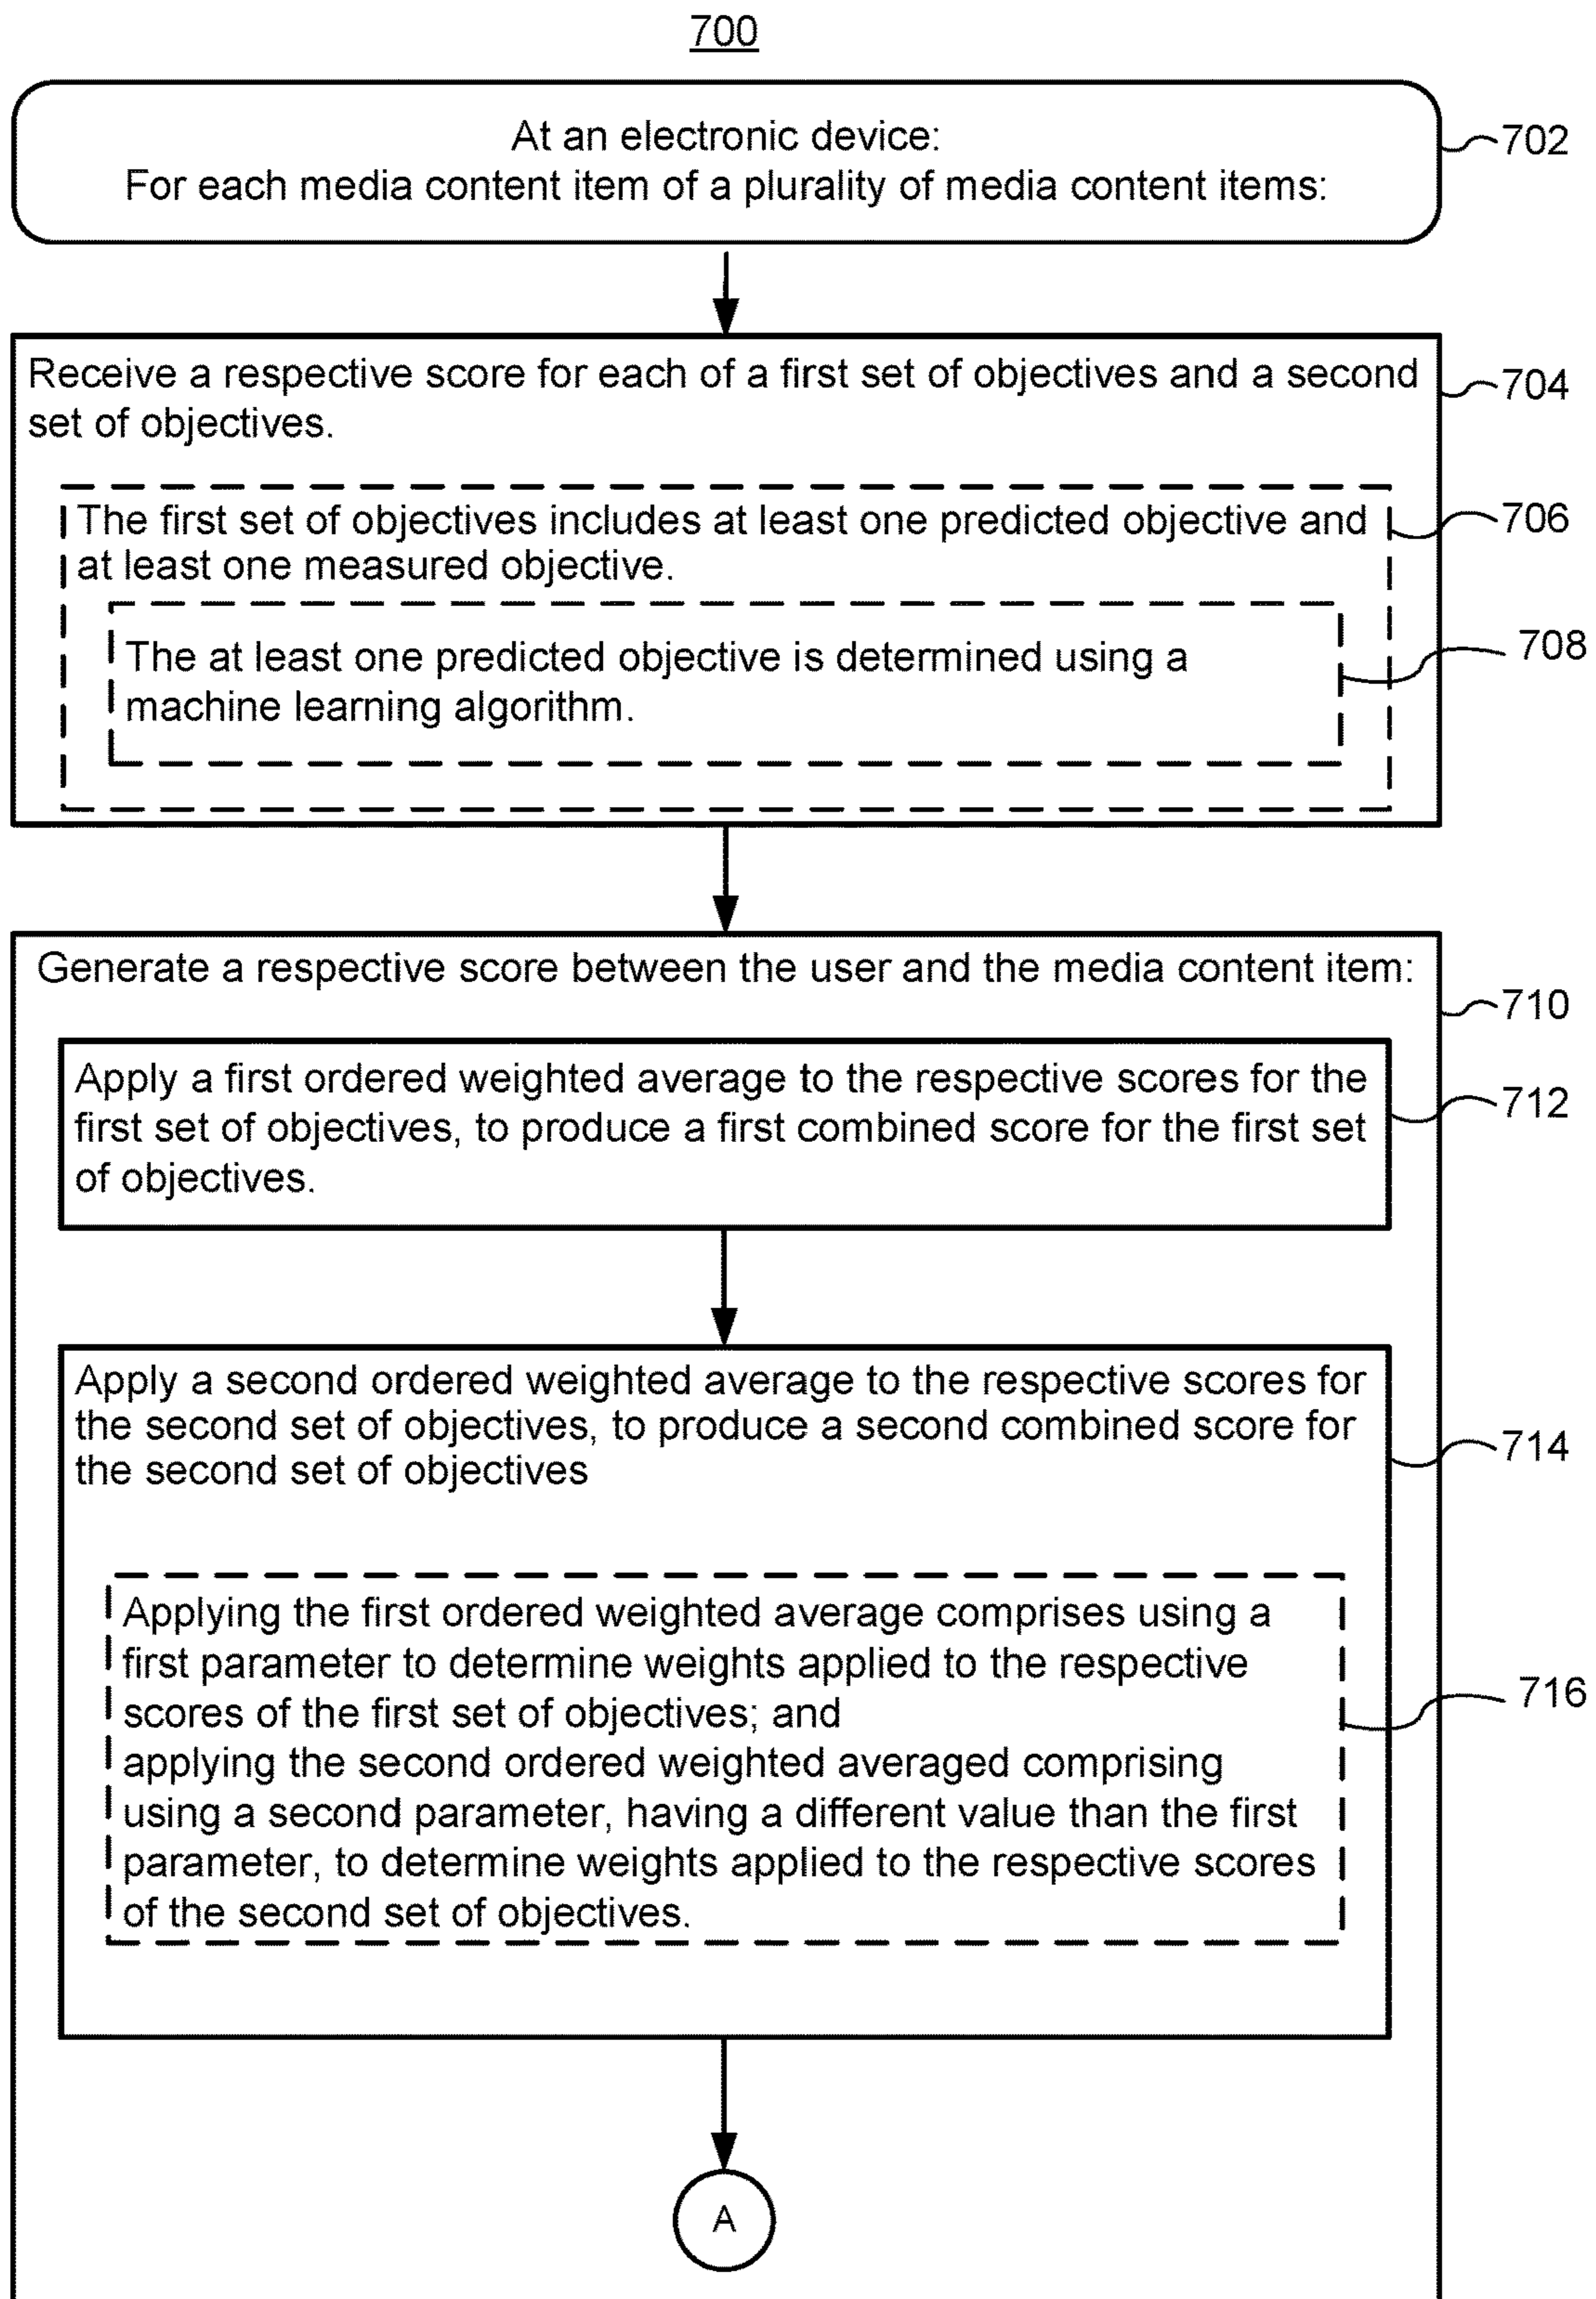 700
At an electronic device:
For each media content item of a plurality of media content items:
702
Receive a respective score for each of a first set of objectives and a second
set of objectives.
704
The first set of objectives includes at least one predicted objective and
at least one measured objective.
706
The at least one predicted objective is determined using a
machine learning algorithm.
708
Generate a respective score between the user and the media content item:
710
Apply a first ordered weighted average to the respective scores for the
first set of objectives, to produce a first combined score for the first set
of objectives.
712
Apply a second ordered weighted average to the respective scores for
the second set of objectives, to produce a second combined score for
the second set of objectives
714
Applying the first ordered weighted average comprises using a
first parameter to determine weights applied to the respective
scores of the first set of objectives; and
applying the second ordered weighted averaged comprising
using a second parameter, having a different value than the first
parameter, to determine weights applied to the respective scores
of the second set of objectives.
716
A